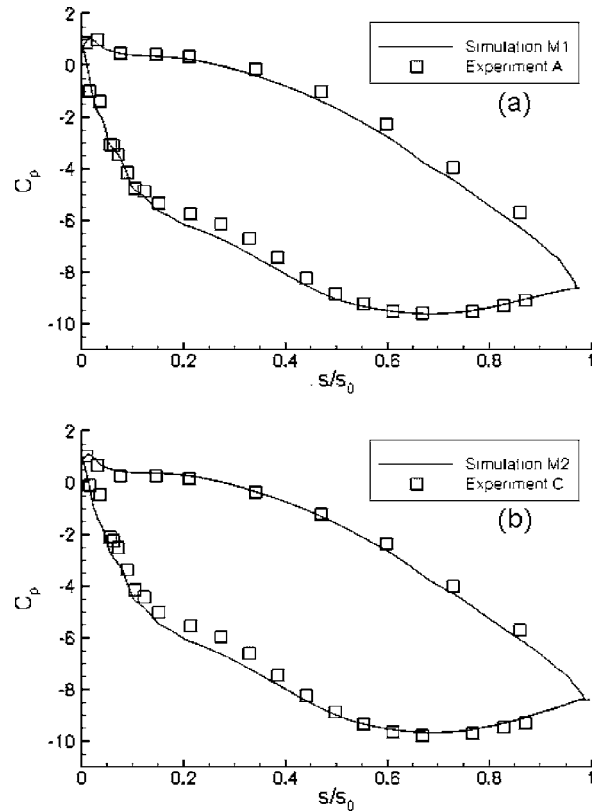 2
0
-2
-4
-6
-8
-10
Cp
0
0.2
0.4
0.6
0.8
1
s/s0
Simulation M1
Experiment A
(a)
2
0
-2
-4
-6
-8
-10
Cp
0
0.2
0.4
0.6
0.8
1
s/s0
Simulation M2
Experiment C
(b)